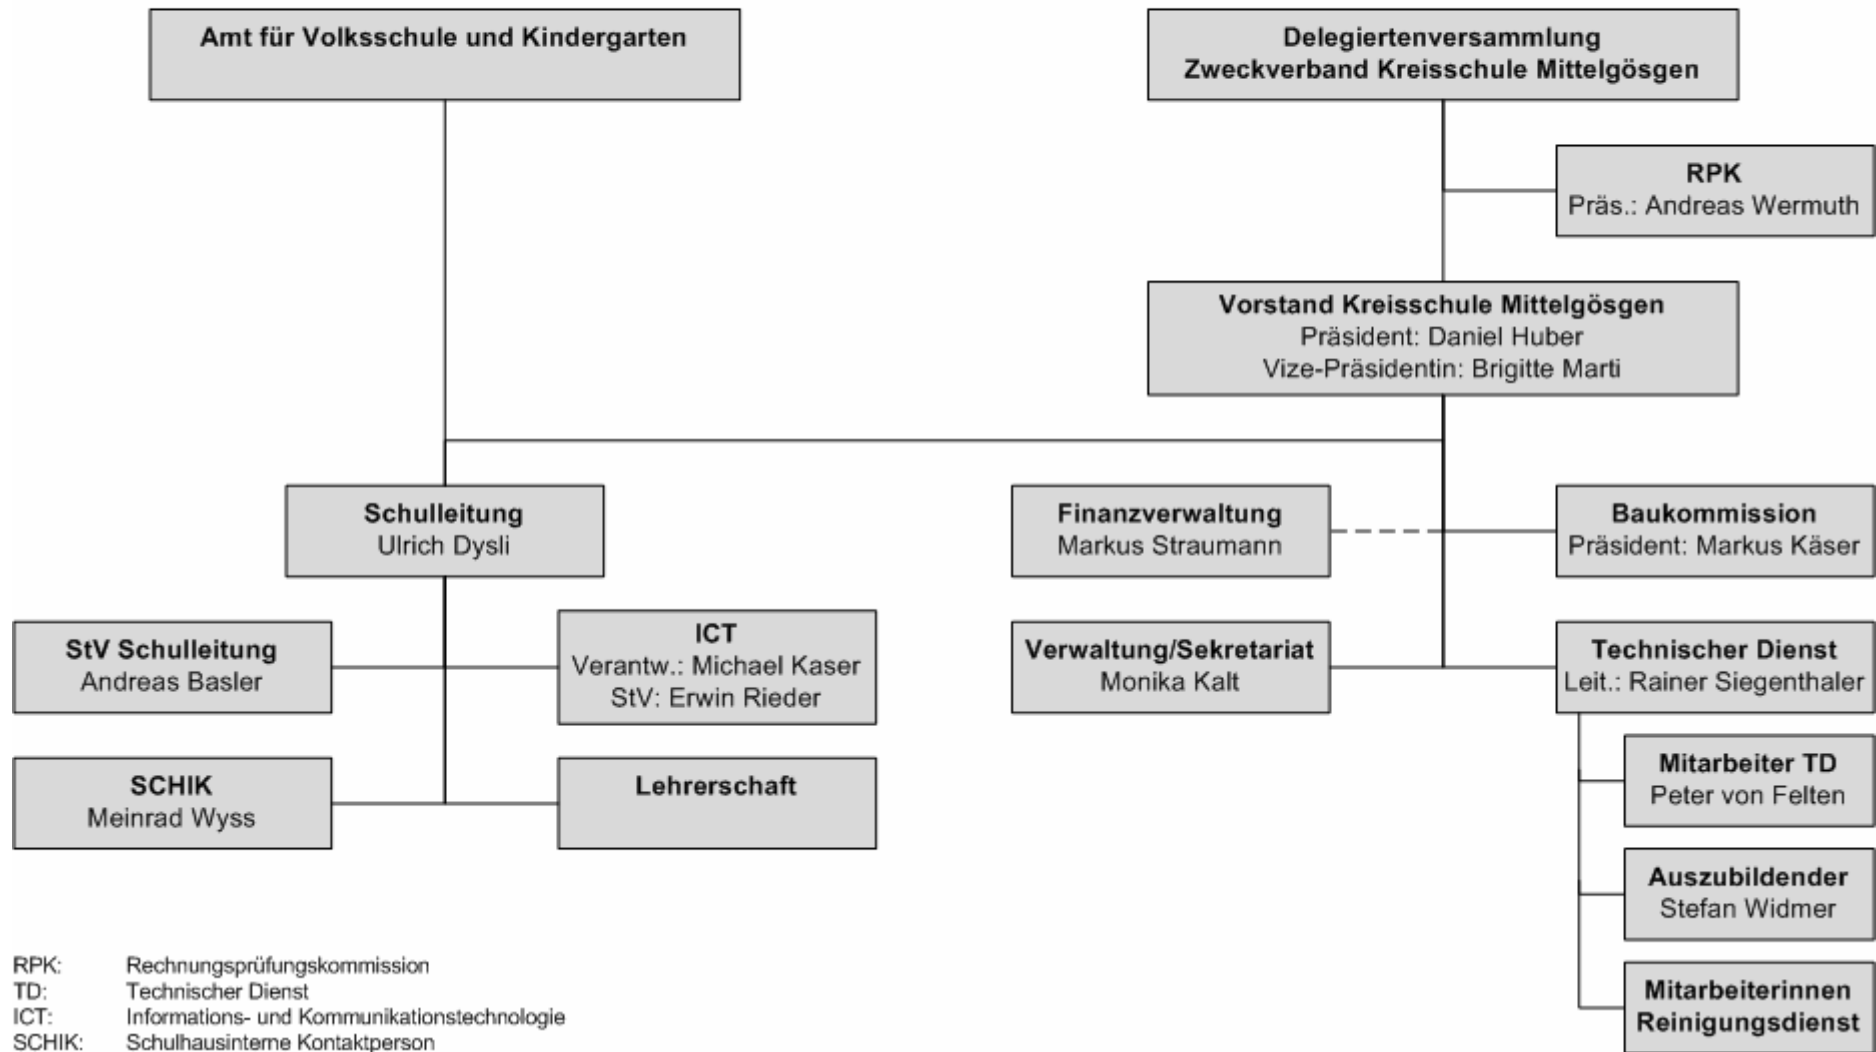 Amt für Volksschule und Kindergarten
Delegiertenversammlung
Zweckverband Kreisschule Mittelgösgen
RPK
Präs.: Andreas Wermuth
Vorstand Kreisschule Mittelgösgen
Präsident: Daniel Huber
Vize-Präsidentin: Brigitte Marti
Schulleitung
Ulrich Dysli
Finanzverwaltung
Markus Straumann
Baukommission
Präsident: Markus Käser
StV Schulleitung
Andreas Basler
ICT
Verantw.: Michael Kaser
StV: Erwin Rieder
Verwaltung/Sekretariat
Monika Kalt
Technischer Dienst
Leit.: Rainer Siegenthaler
SCHIK
Meinrad Wyss
Lehrerschaft
Mitarbeiter TD
Peter von Felten
Auszubildender
Stefan Widmer
Mitarbeiterinnen
Reinigungsdienst
RPK: Rechnungsprüfungskommission
TD: Technischer Dienst
ICT: Informations- und Kommunikationstechnologie
SCHIK: Schulhausinterne Kontaktperson